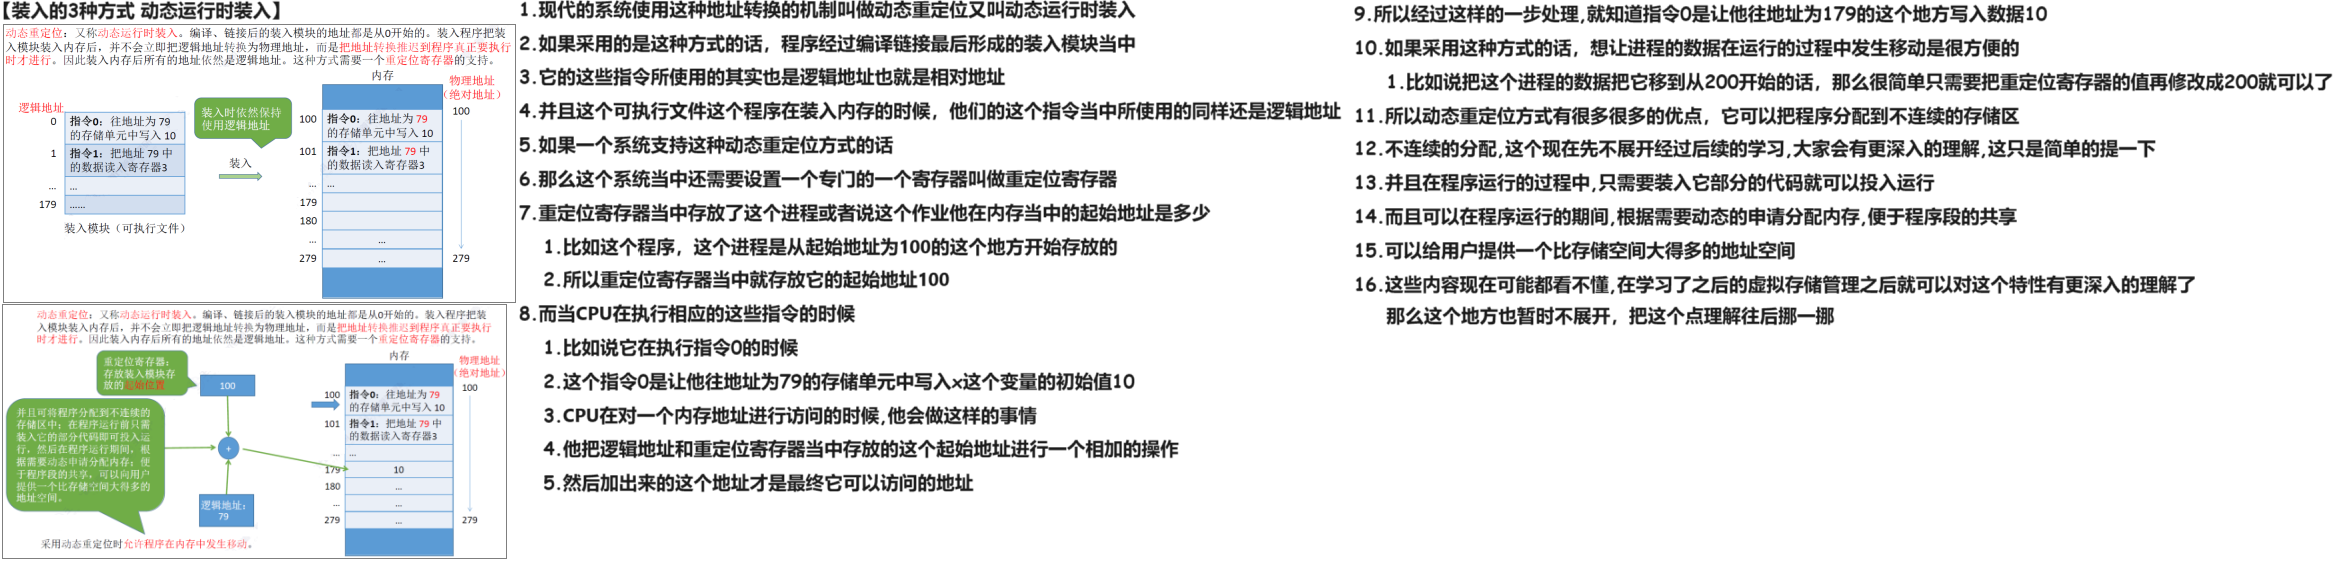 【装入的3种方式 动态运行时装入】
动态重定位：又称动态运行时装入。编译、链接后的装入模块的地址都是从0开始的。装入程序把装
入模块装入内存后，并不会立即把逻辑地址转换为物理地址，而是把地址转换推迟到程序真正要执行
时才进行。因此装入内存后所有的地址依然是逻辑地址。这种方式需要一个重定位寄存器的支持。
内存
物理地址
（绝对地址）
逻辑地址
0
指令0：往地址为 79
的存储单元中写入 10
1
指令1：把地址 79 中
的数据读入寄存器3
...
...
179
......
装入模块（可执行文件）
装入时依然保持
使用逻辑地址
装入
100
指令0：往地址为 79
的存储单元中写入 10
101
指令1：把地址 79 中
的数据读入寄存器3
...
...
179
180
...
...
279
...
100
279
动态重定位：又称动态运行时装入。编译、链接后的装入模块的地址都是从0开始的。装入程序把装
入模块装入内存后，并不会立即把逻辑地址转换为物理地址，而是把地址转换推迟到程序真正要执行
时才进行。因此装入内存后所有的地址依然是逻辑地址。这种方式需要一个重定位寄存器的支持。
重定位寄存器：
存放装入模块存
放的起始位置
100
并且可将程序分配到不连续的
存储区中；在程序运行前只需
装入它的部分代码即可投入运
行，然后在程序运行期间，根
据需要动态申请分配内存；便
于程序段的共享，可以向用户
提供一个比存储空间大得多的
地址空间。
+
逻辑地址：
79
内存
物理地址
（绝对地址）
100
指令0：往地址为 79
的存储单元中写入 10
101
指令1：把地址 79 中
的数据读入寄存器3
...
...
179
10
180
...
...
...
279
...
100
279
采用动态重定位时允许程序在内存中发生移动。
1.现代的系统使用这种地址转换的机制叫做动态重定位又叫动态运行时装入
2.如果采用的是这种方式的话，程序经过编译链接最后形成的装入模块当中
3.它的这些指令所使用的其实也是逻辑地址也就是相对地址
4.并且这个可执行文件这个程序在装入内存的时候，他们的这个指令当中所使用的同样还是逻辑地址
5.如果一个系统支持这种动态重定位方式的话
6.那么这个系统当中还需要设置一个专门的一个寄存器叫做重定位寄存器
7.重定位寄存器当中存放了这个进程或者说这个作业他在内存当中的起始地址是多少
1.比如这个程序，这个进程是从起始地址为100的这个地方开始存放的
2.所以重定位寄存器当中就存放它的起始地址100
8.而当CPU在执行相应的这些指令的时候
1.比如说它在执行指令0的时候
2.这个指令0是让他往地址为79的存储单元中写入x这个变量的初始值10
3.CPU在对一个内存地址进行访问的时候,他会做这样的事情
4.他把逻辑地址和重定位寄存器当中存放的这个起始地址进行一个相加的操作
5.然后加出来的这个地址才是最终它可以访问的地址
9.所以经过这样的一步处理,就知道指令0是让他往地址为179的这个地方写入数据10
10.如果采用这种方式的话，想让进程的数据在运行的过程中发生移动是很方便的
1.比如说把这个进程的数据把它移到从200开始的话，那么很简单只需要把重定位寄存器的值再修改成200就可以了
11.所以动态重定位方式有很多很多的优点，它可以把程序分配到不连续的存储区
12.不连续的分配,这个现在先不展开经过后续的学习,大家会有更深入的理解,这只是简单的提一下
13.并且在程序运行的过程中,只需要装入它部分的代码就可以投入运行
14.而且可以在程序运行的期间,根据需要动态的申请分配内存,便于程序段的共享
15.可以给用户提供一个比存储空间大得多的地址空间
16.这些内容现在可能都看不懂,在学习了之后的虚拟存储管理之后就可以对这个特性有更深入的理解了
那么这个地方也暂时不展开，把这个点理解往后挪一挪